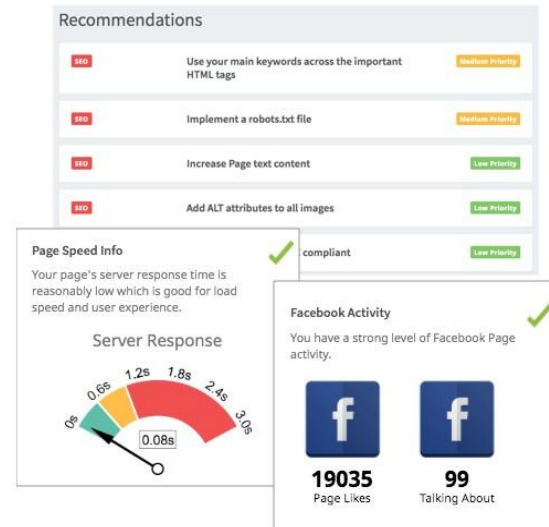 Recommendations
SEO
Use your main keywords across the important
HTML tags
Medium Priority
SEO
Implement a robots.txt file
Medium Priority
SEO
Increase Page text content
Low Priority
SEO
Add ALT attributes to all images
Low Priority
compliant
Low Priority
Page Speed Info
Your page's server response time is
reasonably low which is good for load
speed and user experience.
Server Response
0s
0.6s
1.2s
1.8s
2.4s
3.0s
0.08s
Facebook Activity
You have a strong level of Facebook Page
activity.
f
f
19035
Page Likes
99
Talking About